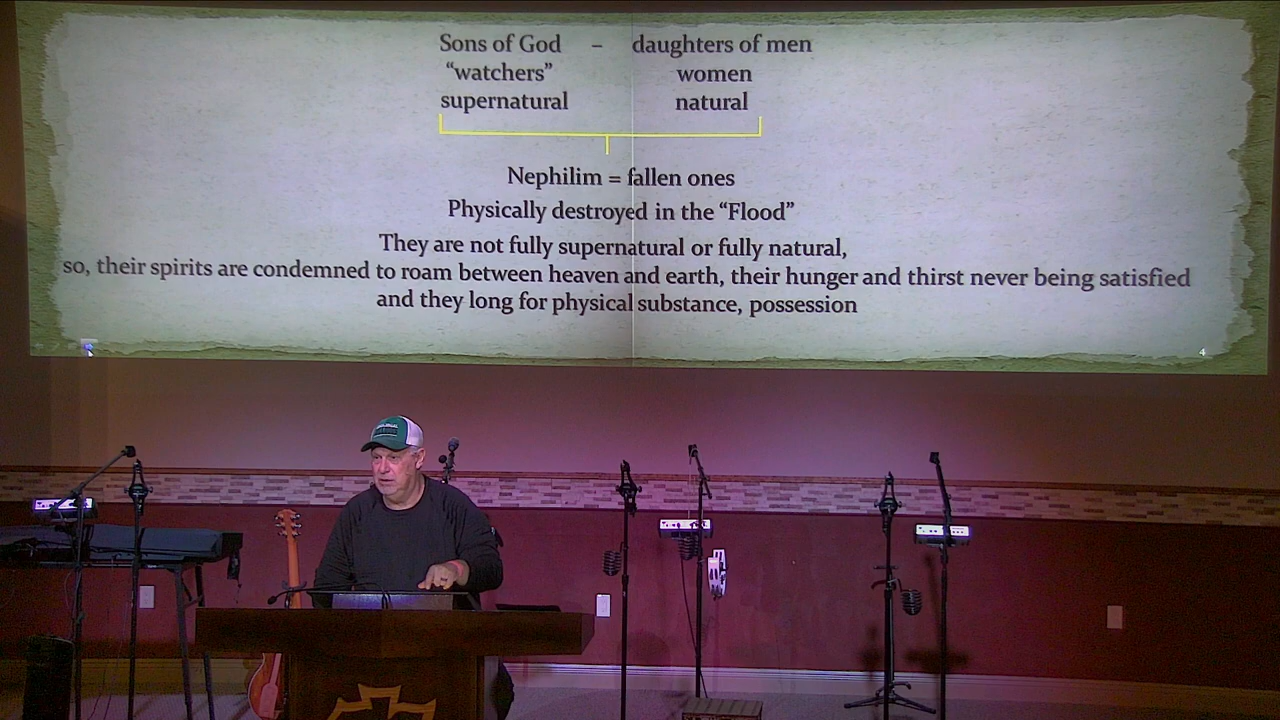 Sons of God – daughters of men
“watchers” women
supernatural natural
Nephilim = fallen ones
Physically destroyed in the “Flood”
They are not fully supernatural or fully natural,
so, their spirits are condemned to roam between heaven and earth, their hunger and thirst never being satisfied
and they long for physical substance, possession
4